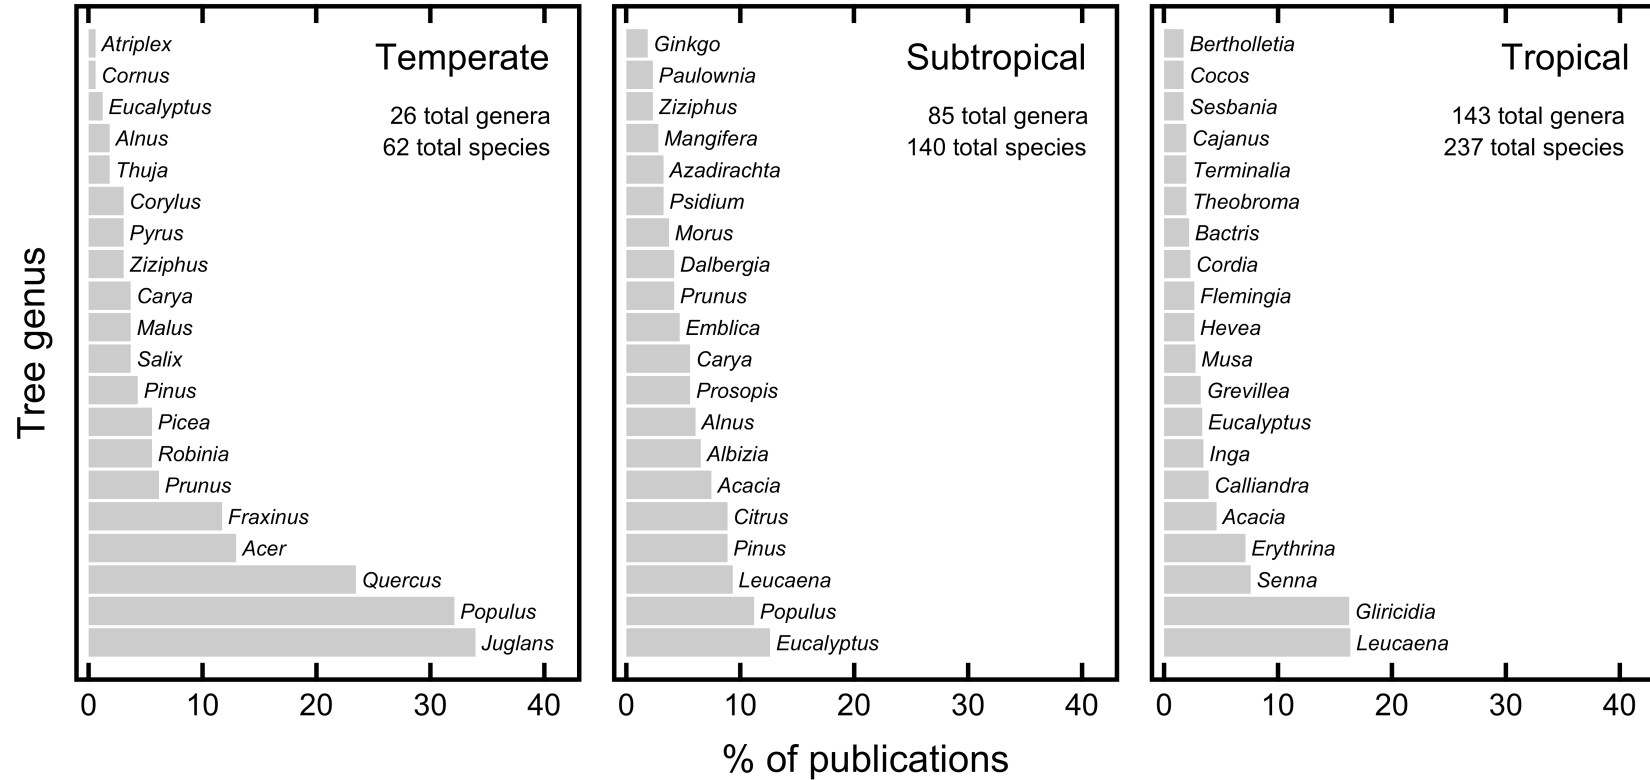 Tree genus
Temperate
26 total genera
62 total species
Atriplex
Cornus
Eucalyptus
Alnus
Thuja
Corylus
Pyrus
Ziziphus
Carya
Malus
Salix
Pinus
Picea
Robinia
Prunus
Fraxinus
Acer
Quercus
Populus
Juglans
0 10 20 30 40
Subtropical
85 total genera
140 total species
Ginkgo
Paulownia
Ziziphus
Mangifera
Azadirachta
Psidium
Morus
Dalbergia
Prunus
Emblica
Carya
Prosopis
Alnus
Albizia
Acacia
Citrus
Pinus
Leucaena
Populus
Eucalyptus
0 10 20 30 40
Tropical
143 total genera
237 total species
Bertholletia
Cocos
Sesbania
Cajanus
Terminalia
Theobroma
Bactris
Cordia
Flemingia
Hevea
Musa
Grevillea
Eucalyptus
Inga
Calliandra
Acacia
Erythrina
Senna
Gliricidia
Leucaena
0 10 20 30 40
% of publications